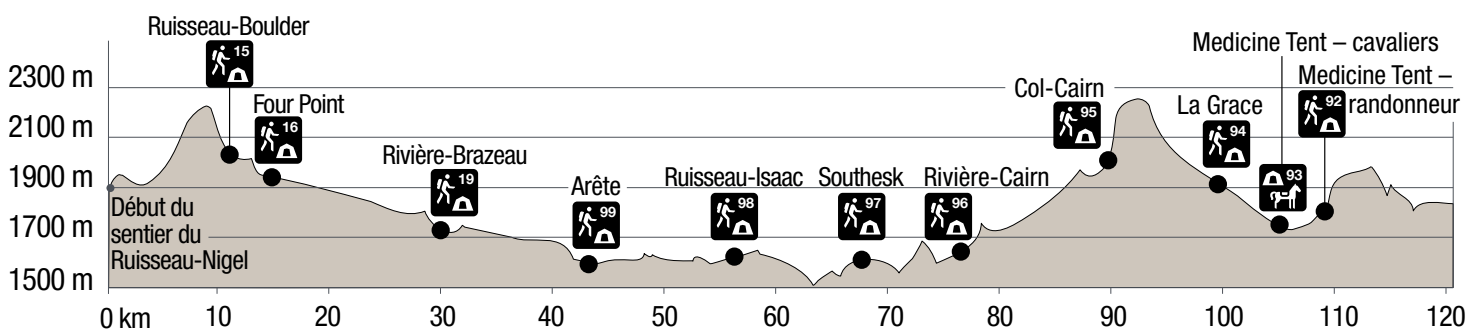 Ruisseau-Boulder
15
Four Point
16
Rivière-Brazeau
19
Arête
99
Ruisseau-Isaac
98
Southesk
97
Rivière-Cairn
96
Col-Cairn
95
La Grace
94
Medicine Tent – cavaliers
93
Medicine Tent –
randonneur
92
2300 m
2100 m
1900 m
1700 m
1500 m
Début du
sentier du
Ruisseau-Nigel
0 km 10 20 30 40 50 60 70 80 90 100 110 120